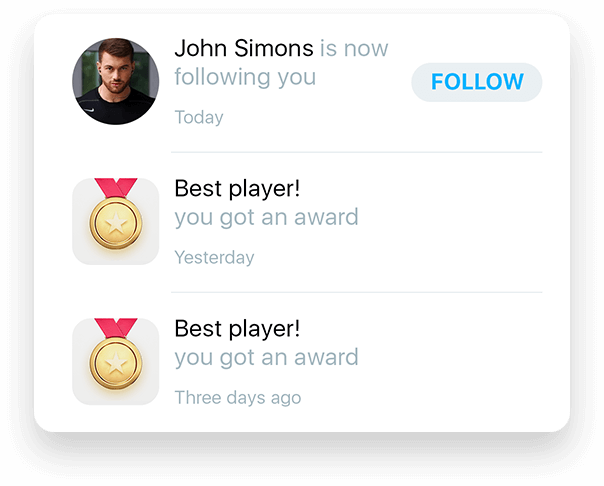 John Simons is now
following you
FOLLOW
Today
Best player!
you got an award
Yesterday
Best player!
you got an award
Three days ago